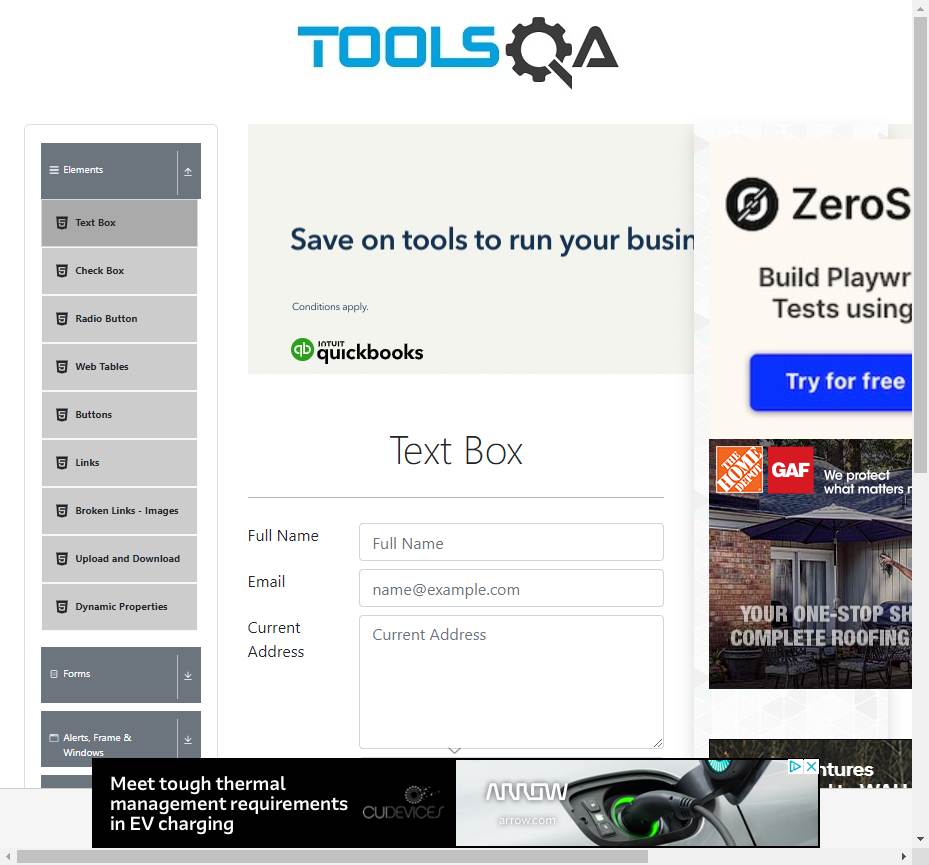 TOOLSQA
Elements
Text Box
Check Box
Radio Button
Web Tables
Buttons
Links
Broken Links - Images
Upload and Download
Dynamic Properties
Forms
Alerts, Frame &
Windows
Save on tools to run your busin
Conditions apply.
INTUIT
quickbooks
qb
Text Box
Full Name
Full Name
Email
name@example.com
Current
Address
Current Address
ZeroS
Build Playwr
Tests using
Try for free
THE
HOME
DEPOT
GAF
We protect
what matters m
YOUR ONE-STOP SH
COMPLETE ROOFING
ntures
Meet tough thermal
management requirements
in EV charging
CUIDEVICES
ARROW
arrow.com